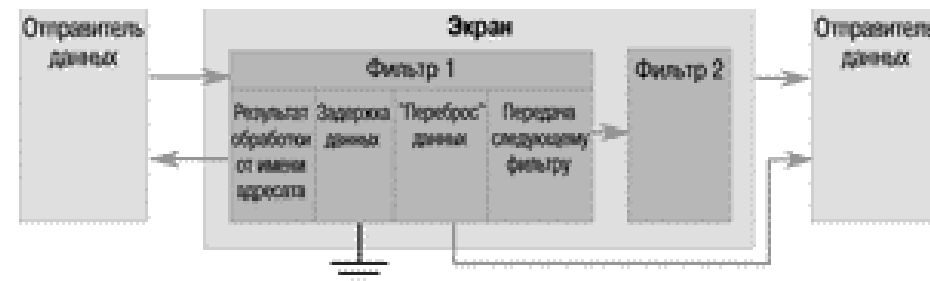 Отправитель
данных
Экран
Фильтр 1
Результат
обработки
от имени
адресата
Задержка
данных
"Переброс"
данных
Передача
следующему
фильтру
Фильтр 2
Отправитель
данных